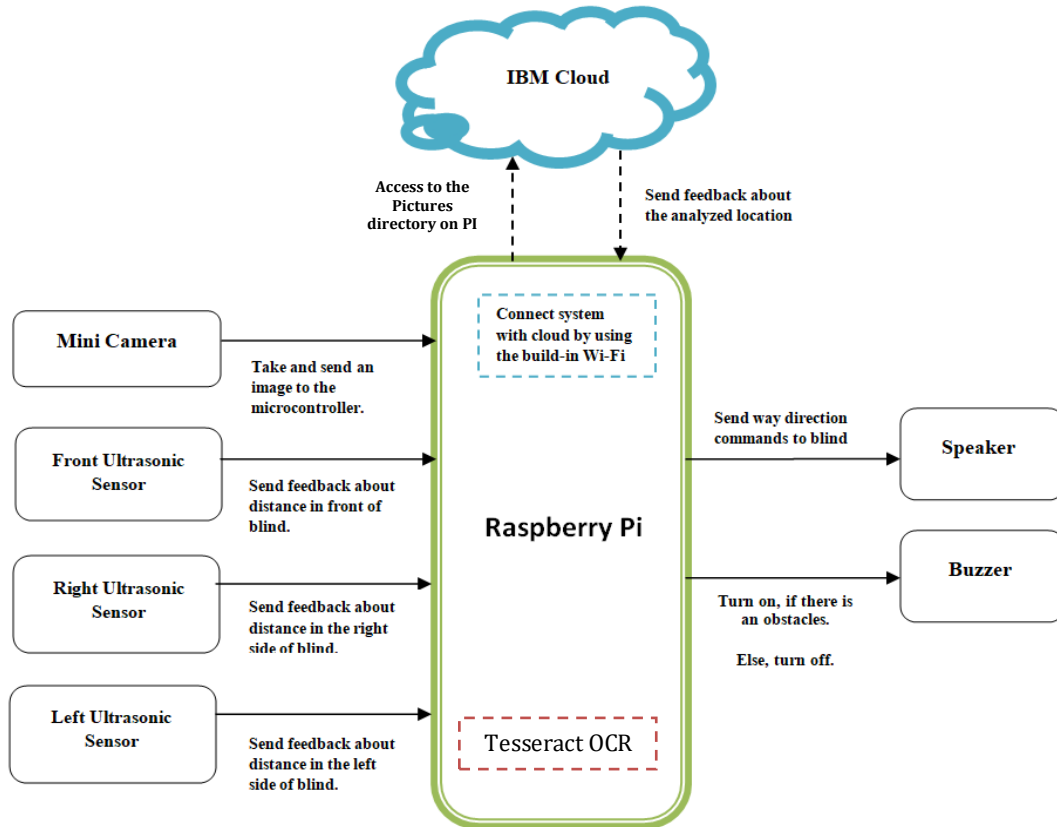 IBM Cloud
Access to the
Pictures
directory on PI
Send feedback about
the analyzed location
Connect system
with cloud by using
the build-in Wi-Fi
Mini Camera
Take and send an
image to the
microcontroller.
Front Ultrasonic
Sensor
Send feedback about
distance in front of
blind.
Right Ultrasonic
Sensor
Send feedback about
distance in the right
side of blind.
Left Ultrasonic
Sensor
Send feedback about
distance in the left
side of blind.
Raspberry Pi
Tesseract OCR
Send way direction
commands to blind
Speaker
Buzzer
Turn on, if there is
an obstacles.
Else, turn off.